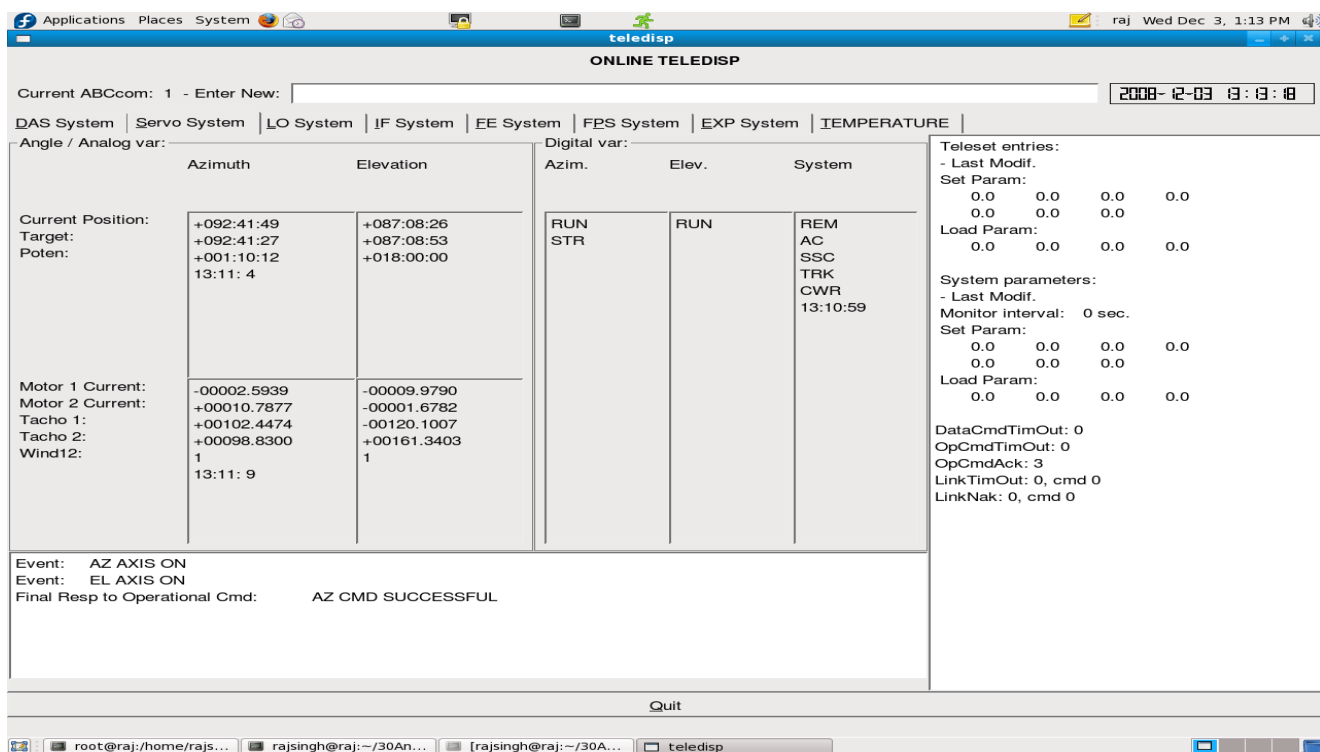 Applications Places System raj Wed Dec 3, 1:13 PM
teledisp
ONLINE TELEDISP
Current ABCcom: 1 - Enter New: 2008-12-03 13:13:18
DAS System Servo System LO System IF System FE System FPS System EXP System TEMPERATURE
Angle / Analog var:
Azimuth Elevation
Current Position: +092:41:49 +087:08:26
Target: +092:41:27 +087:08:53
Poten: +001:10:12 +018:00:00
13:11: 4
Motor 1 Current: -00002.5939 -00009.9790
Motor 2 Current: +00010.7877 -00001.6782
Tacho 1: +00102.4474 -00120.1007
Tacho 2: +00098.8300 +00161.3403
Wind12: 1 1
13:11: 9
Digital var:
Azim. Elev. System
RUN RUN REM
STR AC
SSC
TRK
CWR
13:10:59
Teleset entries:
- Last Modif.
Set Param:
0.0 0.0 0.0 0.0
0.0 0.0 0.0
Load Param:
0.0 0.0 0.0 0.0
System parameters:
- Last Modif.
Monitor interval: 0 sec.
Set Param:
0.0 0.0 0.0 0.0
0.0 0.0 0.0
Load Param:
0.0 0.0 0.0 0.0
DataCmdTimOut: 0
OpCmdTimOut: 0
OpCmdAck: 3
LinkTimOut: 0, cmd 0
LinkNak: 0, cmd 0
Event: AZ AXIS ON
Event: EL AXIS ON
Final Resp to Operational Cmd: AZ CMD SUCCESSFUL
Quit
root@raj:/home/rajs... rajsingh@raj:~/30An... [rajsingh@raj:~/30A... teledisp